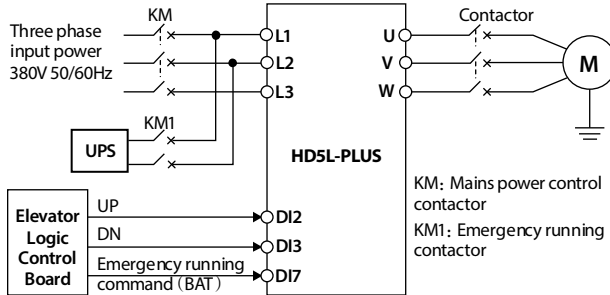 KM
Contactor
Three phase
input power
380V 50/60Hz
L1
U
L2
V
M
L3
W
KM1
UPS
HD5L-PLUS
KM: Mains power control
contactor
KM1: Emergency running
contactor
Elevator
Logic
Control
Board
UP
DI2
DN
DI3
Emergency running
command (BAT)
DI7